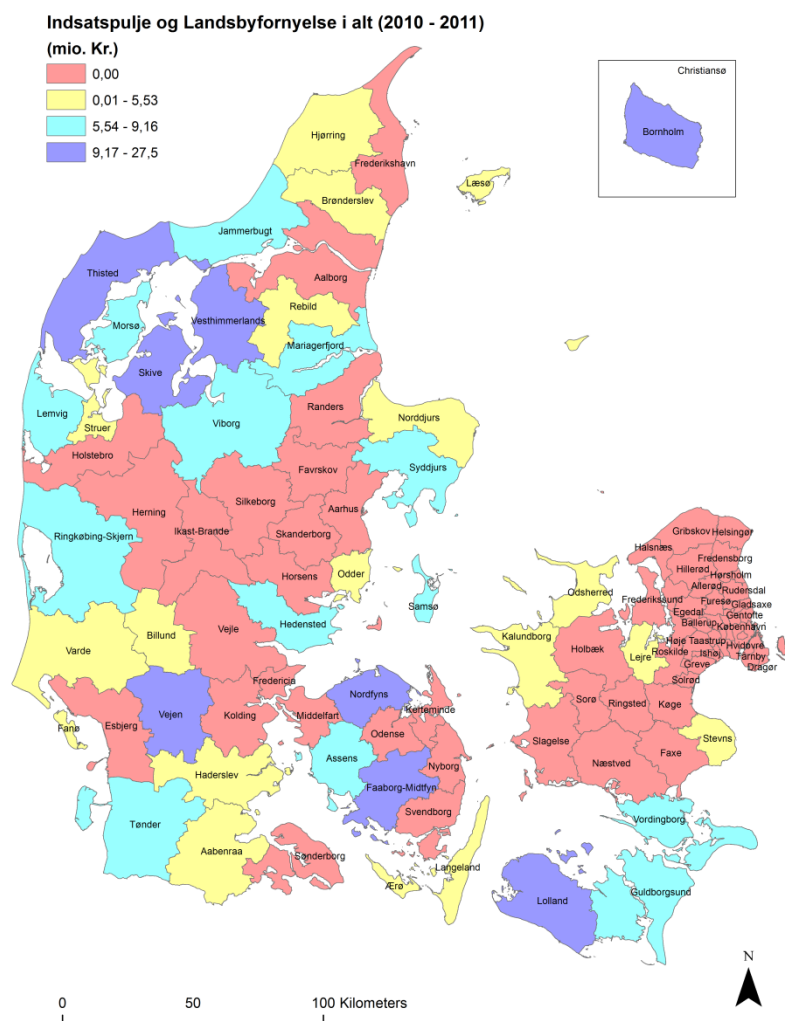 Indsatspulje og Landsbyfornyelse i alt (2010 - 2011)
(mio. Kr.)
0,00
0,01 - 5,53
5,54 - 9,16
9,17 - 27,5
Christiansø
Bornholm
Hjørring
Frederikshavn
Læsø
Brønderslev
Jammerbugt
Thisted
Aalborg
Rebild
Vesthimmerlands
Morsø
Mariagerfjord
Skive
Randers
Norddjurs
Lemvig
Viborg
Struer
Holstebro
Favrskov
Syddjurs
Silkeborg
Herning
Aarhus
Ikast-Brande
Skanderborg
Ringkøbing-Skjern
Gribskov
Helsingør
Halsnæs
Fredensborg
Hillerød
Hørsholm
Horsens
Odder
Allerød
Rudersdal
Odsherred
Frederikssund
Furesø
Gladsaxe
Samsø
Egedal
Gentofte
Hedensted
Ballerup
København
Kalundborg
Vejle
Billund
Holbæk
Lejre
Høje Taastrup
Hvidovre
Varde
Roskilde
Ishøj
Tårnby
Greve
Dragør
Fredericia
Solrød
Nordfyns
Vejen
Kolding
Middelfart
Kerteminde
Sorø
Ringsted
Køge
Esbjerg
Fanø
Odense
Slagelse
Stevns
Assens
Nyborg
Næstved
Faxe
Haderslev
Faaborg-Midtfyn
Svendborg
Tønder
Vordingborg
Aabenraa
Sønderborg
Langeland
Ærø
Guldborgsund
Lolland
N
0 50 100 Kilometers